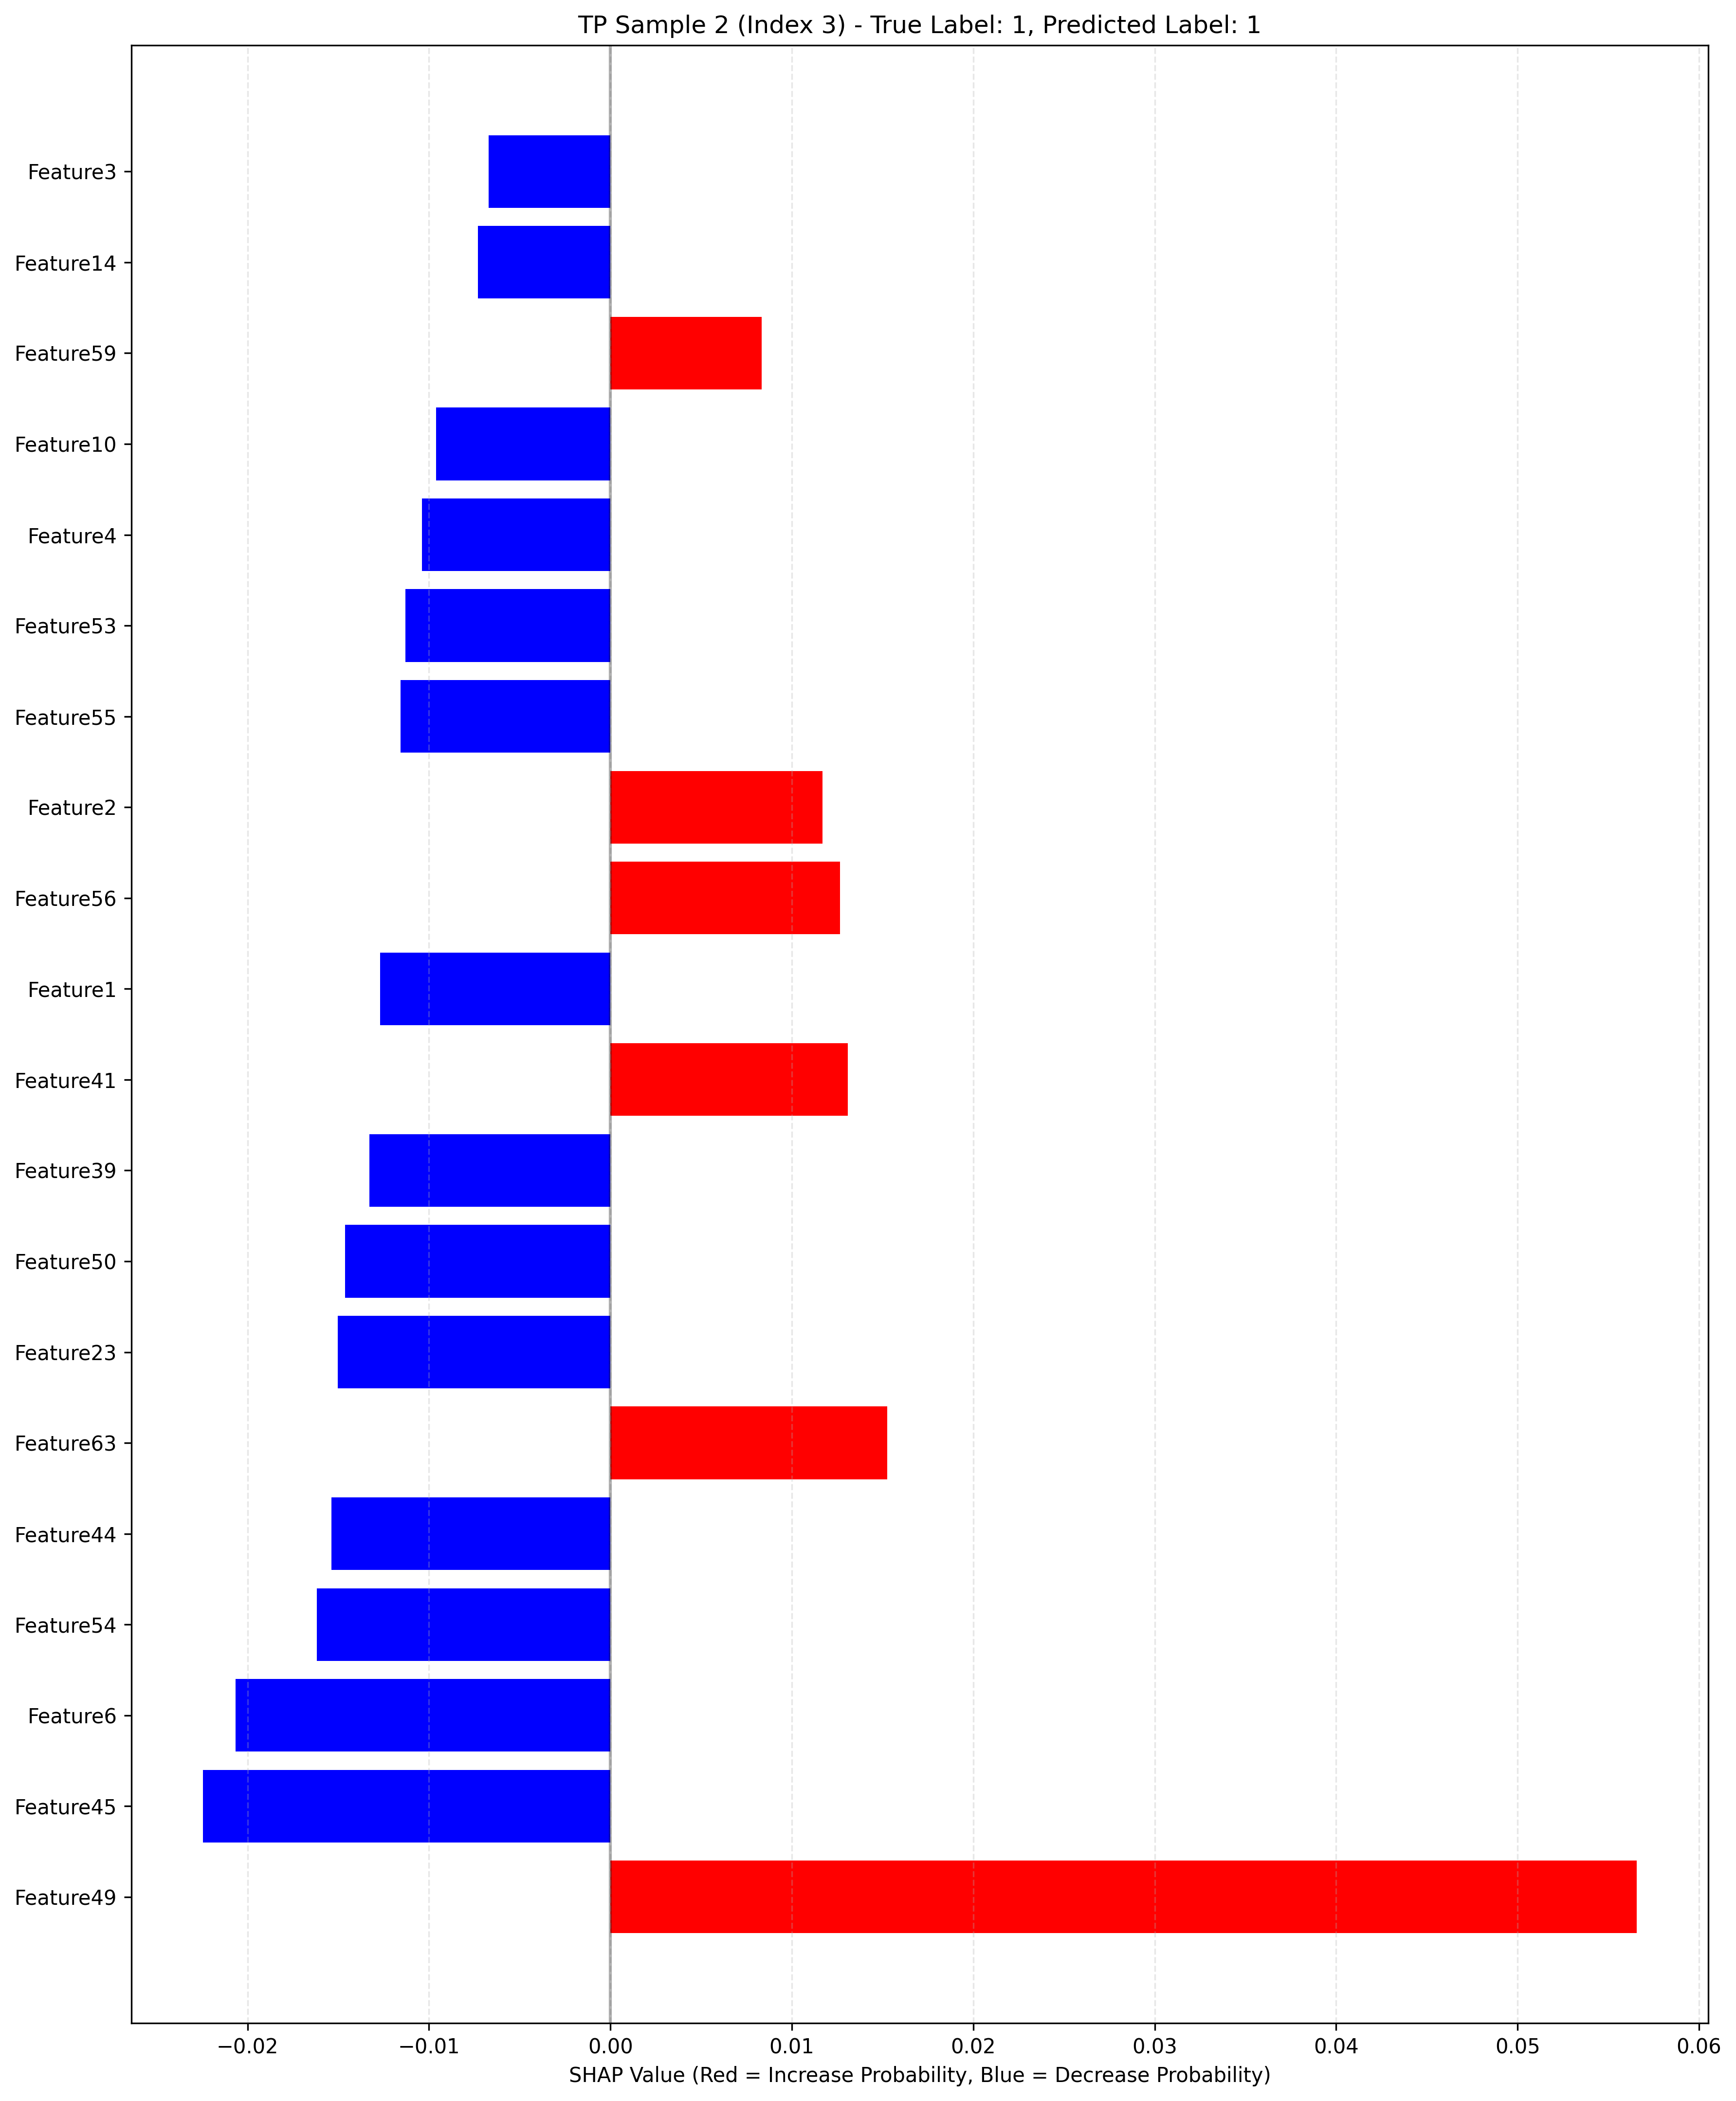 TP Sample 2 (Index 3) - True Label: 1, Predicted Label: 1
Feature3
Feature14
Feature59
Feature10
Feature4
Feature53
Feature55
Feature2
Feature56
Feature1
Feature41
Feature39
Feature50
Feature23
Feature63
Feature44
Feature54
Feature6
Feature45
Feature49
−0.02 −0.01 0.00 0.01 0.02 0.03 0.04 0.05 0.06
SHAP Value (Red = Increase Probability, Blue = Decrease Probability)